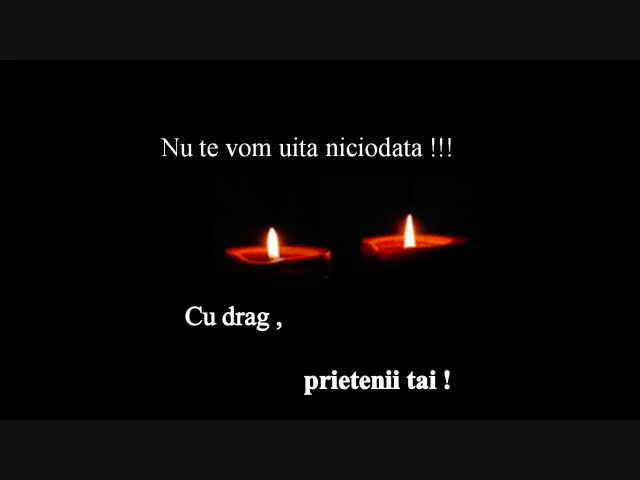 Nu te vom uita niciodata !!!
Cu drag ,
prietenii tai !